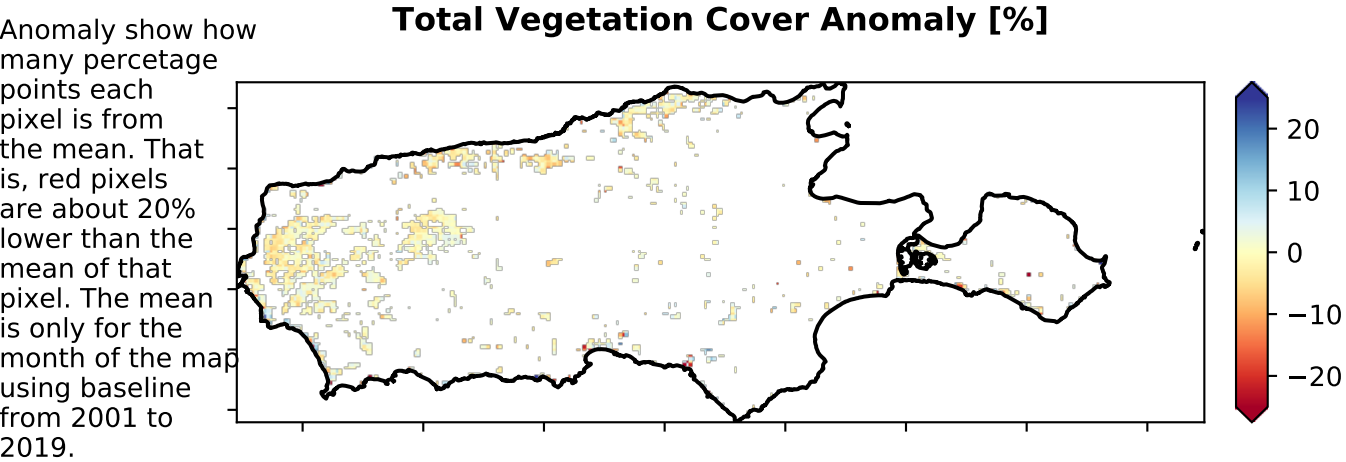 Total Vegetation Cover Anomaly [%]
Anomaly show how
many percetage
points each
pixel is from
the mean. That
is, red pixels
are about 20%
lower than the
mean of that
pixel. The mean
is only for the
month of the map
using baseline
from 2001 to
2019.
20
10
0
−10
−20